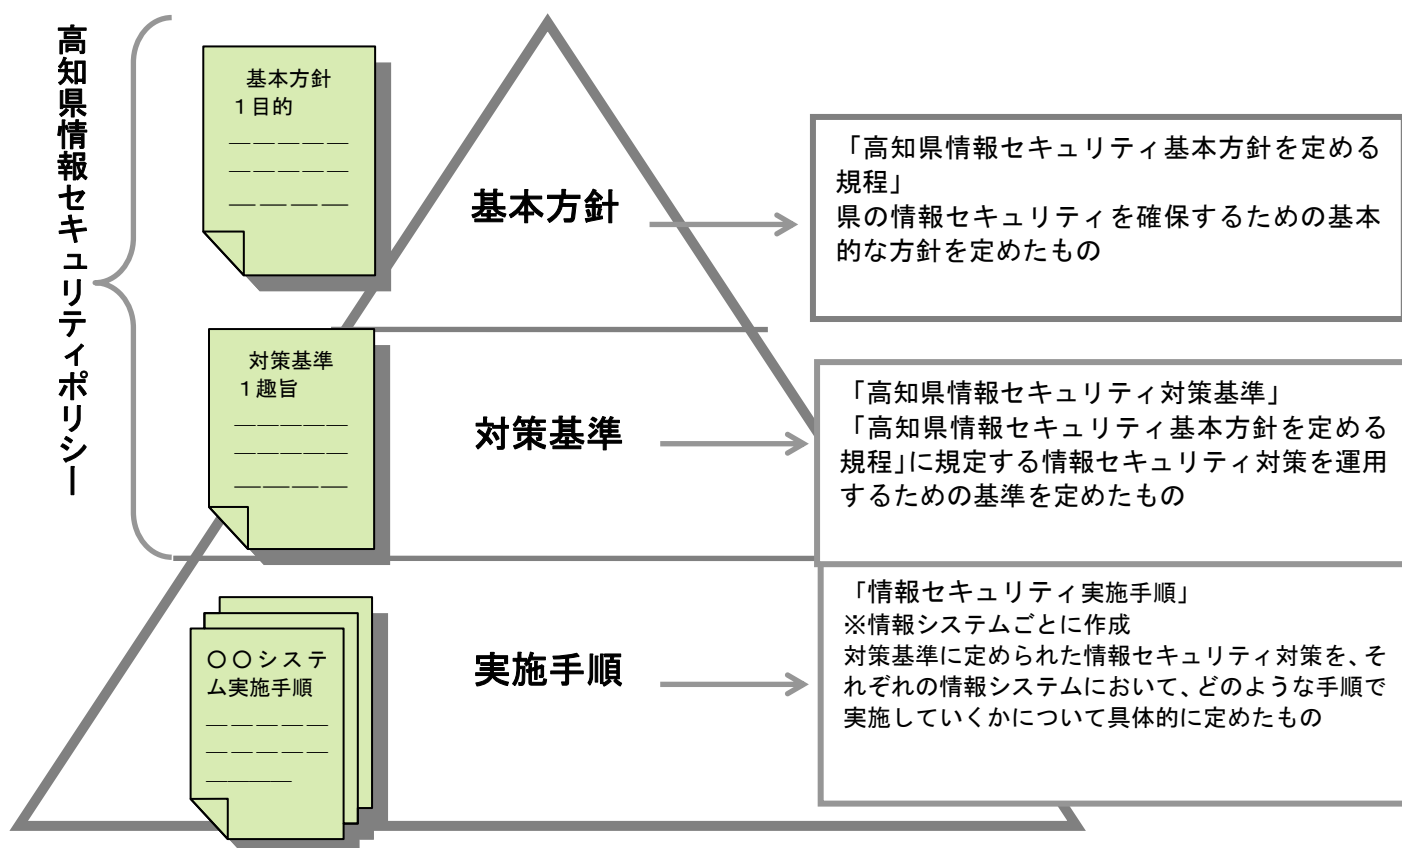 高知県情報セキュリティポリシー
基本方針
1目的
基本方針
「高知県情報セキュリティ基本方針を定める
規程」
県の情報セキュリティを確保するための基本
的な方針を定めたもの
対策基準
1趣旨
対策基準
「高知県情報セキュリティ対策基準」
「高知県情報セキュリティ基本方針を定める
規程」に規定する情報セキュリティ対策を運用
するための基準を定めたもの
〇〇システ
ム実施手順
実施手順
「情報セキュリティ実施手順」
※情報システムごとに作成
対策基準に定められた情報セキュリティ対策を、そ
れぞれの情報システムにおいて、どのような手順で
実施していくかについて具体的に定めたもの